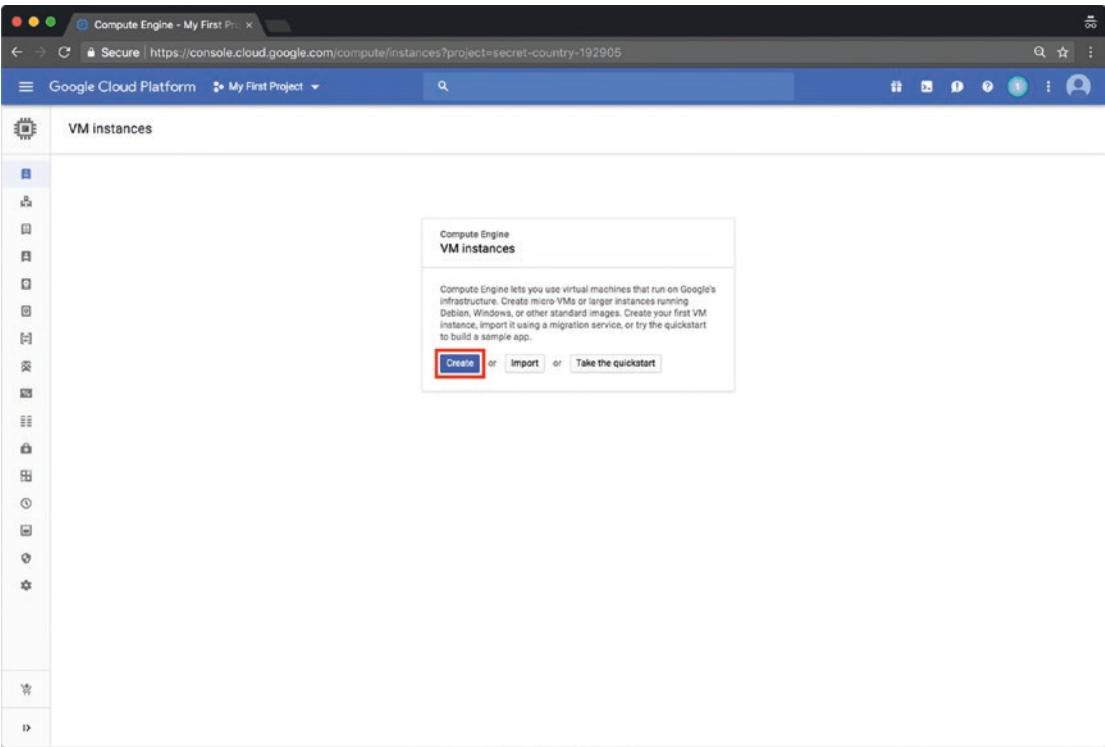 Compute Engine - My First Pro
Secure | https://console.cloud.google.com/compute/instances?project=secret-country-192905
Google Cloud Platform My First Project
1
VM instances
Compute Engine
VM instances
Compute Engine lets you use virtual machines that run on Google's
infrastructure. Create micro-VMs or larger instances running
Debian, Windows, or other standard images. Create your first VM
instance, import it using a migration service, or try the quickstart
to build a sample app.
Create or Import or Take the quickstart